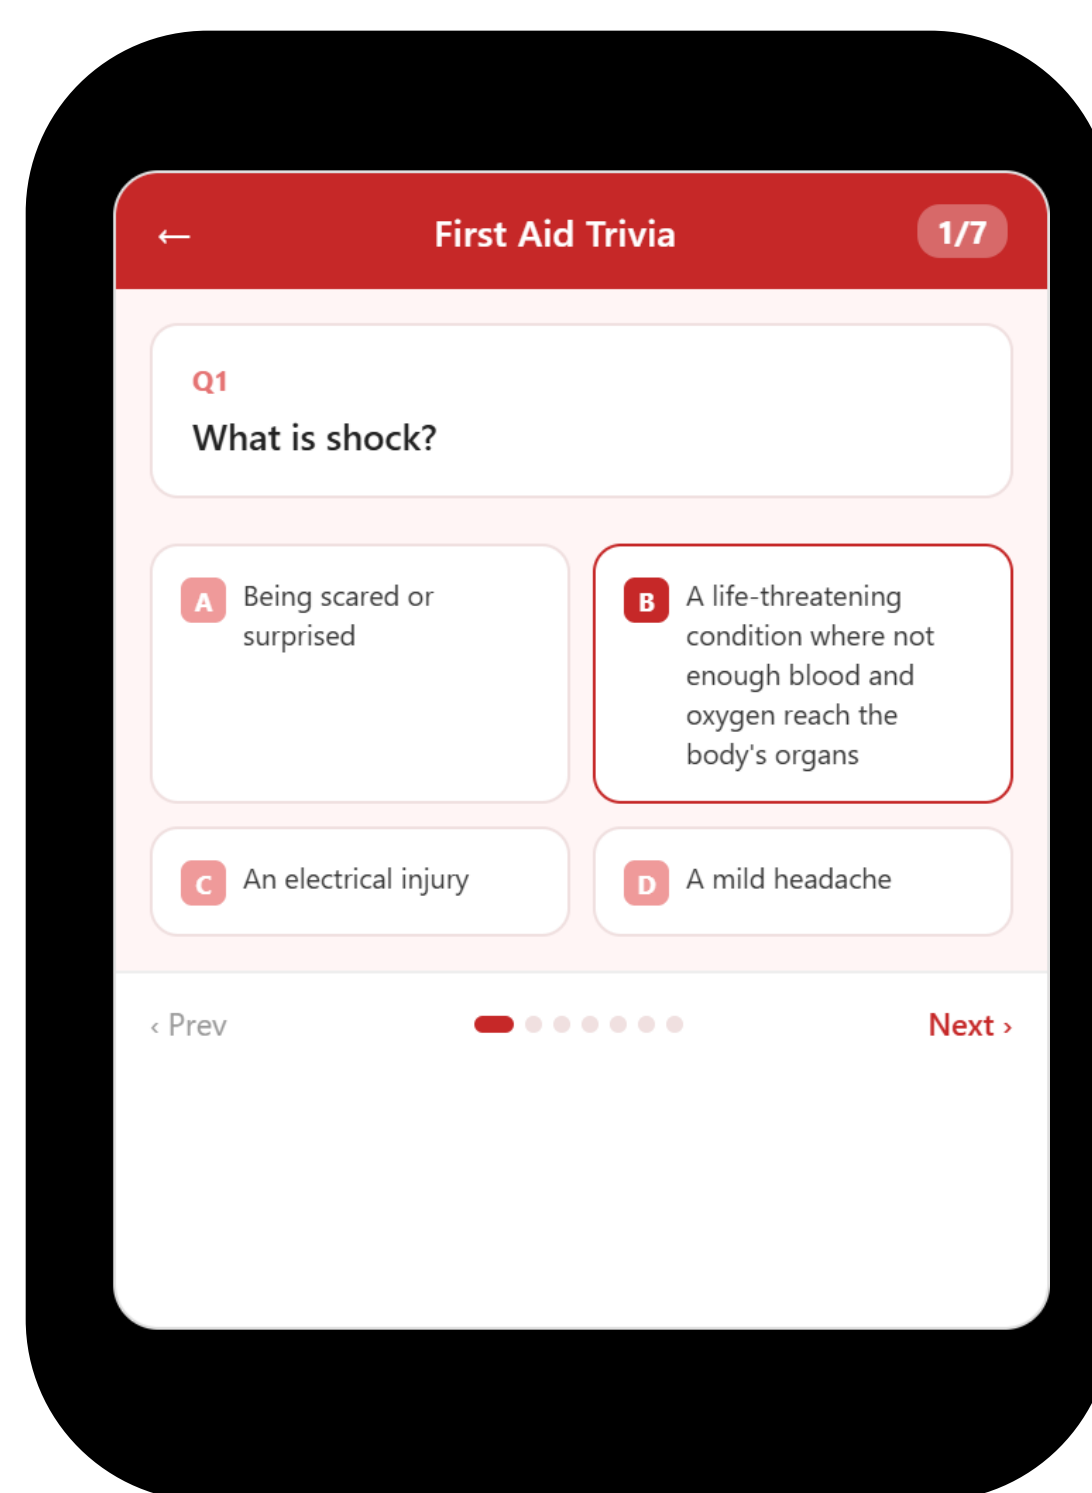 ← First Aid Trivia 1/7
Q1
What is shock?
A Being scared or
surprised
B A life-threatening
condition where not
enough blood and
oxygen reach the
body's organs
C An electrical injury
D A mild headache
‹ Prev Next ›